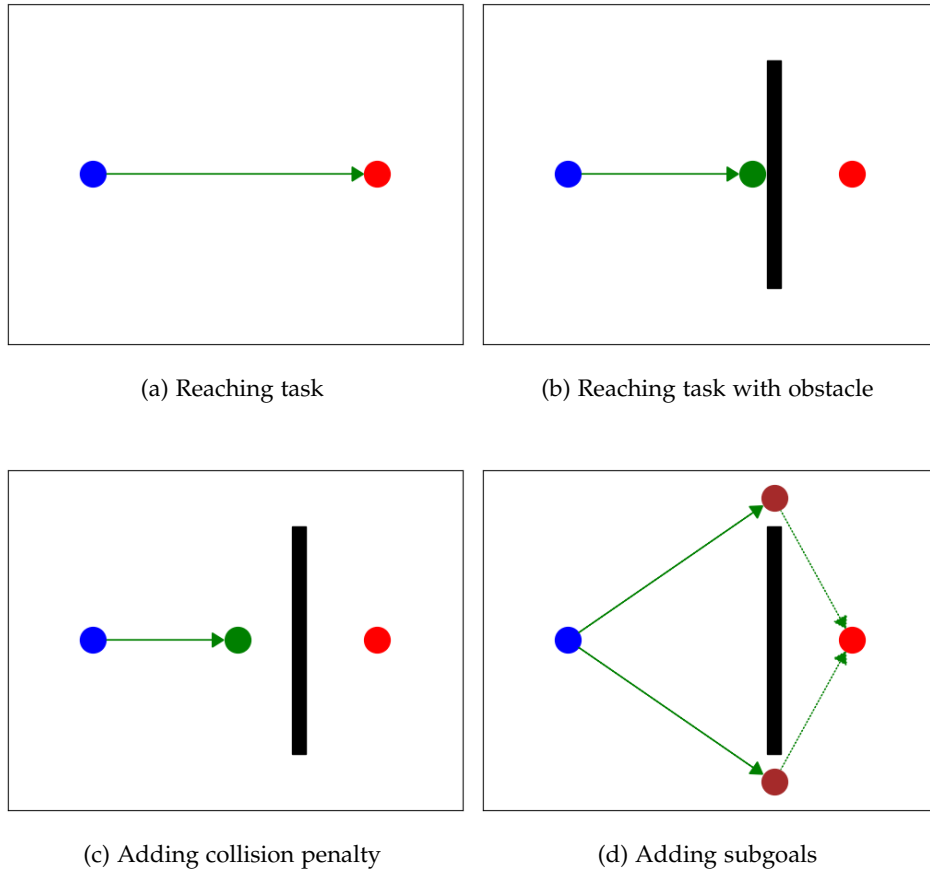 (a) Reaching task
(b) Reaching task with obstacle
(c) Adding collision penalty
(d) Adding subgoals